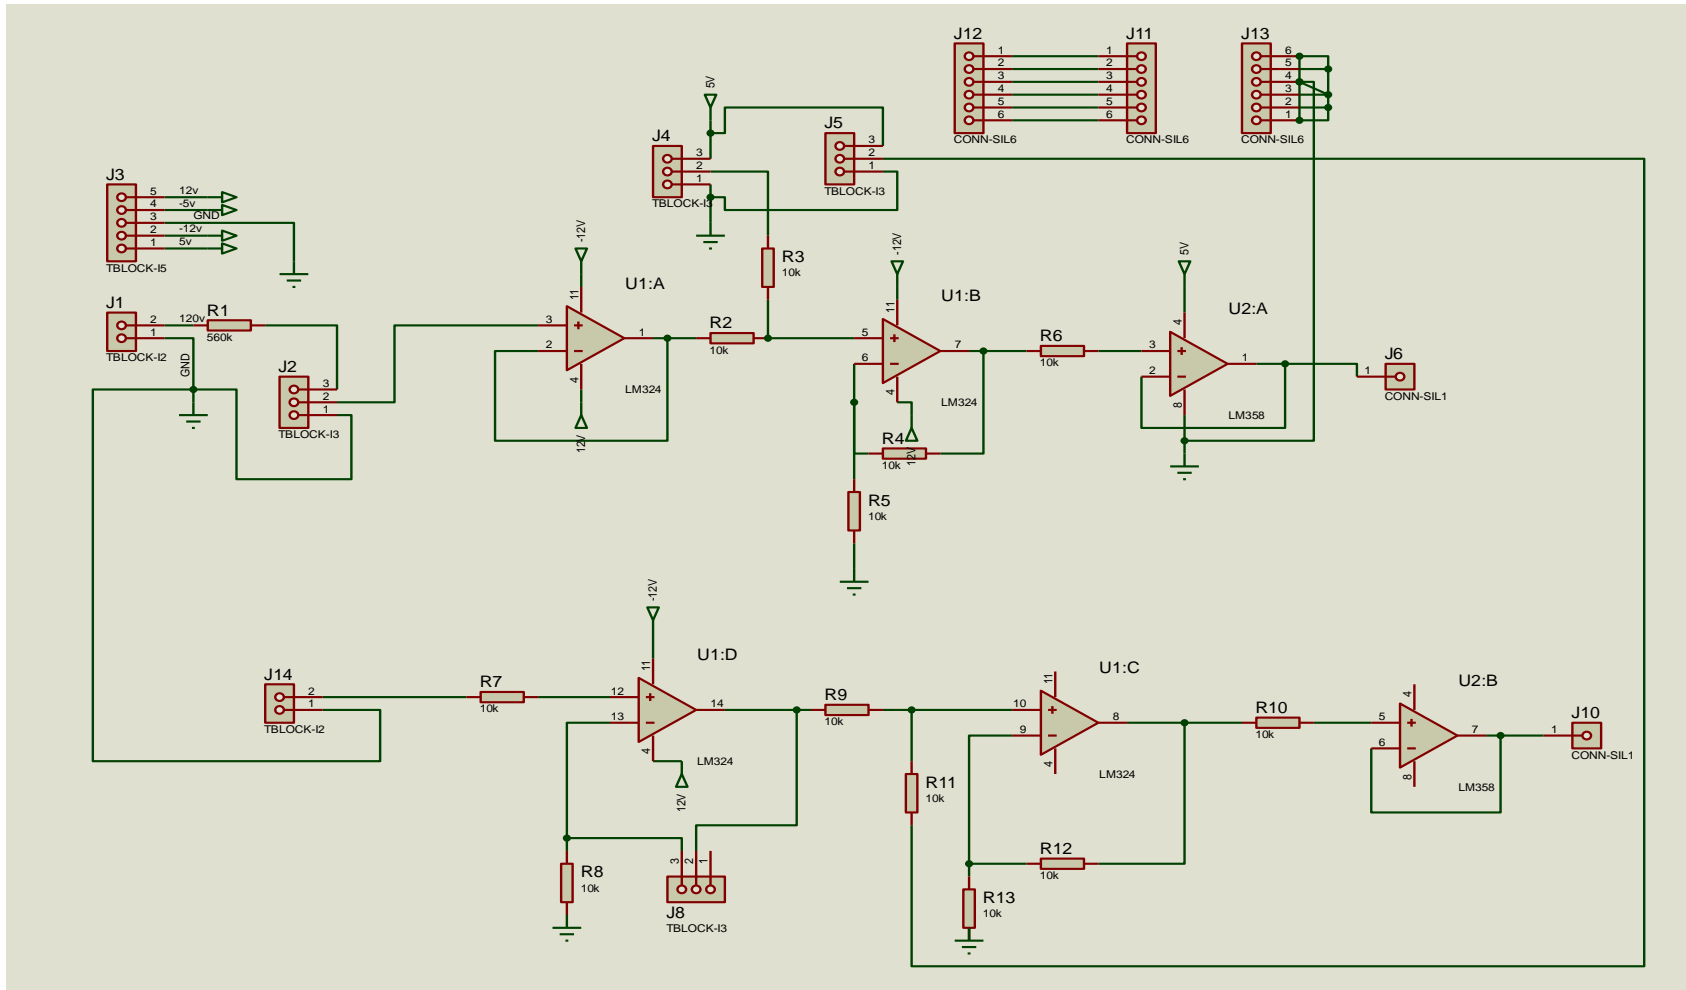 J12
J11
J13
1 1 6
2 2 5
3 3 4
4 4 3
5 5 2
6 6 1
CONN-SIL6
CONN-SIL6
CONN-SIL6
5V
J4
3
2
1
TBLOCK-I3
J5
3
2
1
TBLOCK-I3
J3
5 12v
4 -5v
3 GND
2 -12v
1 5v
TBLOCK-I5
J1
2 120v
1
TBLOCK-I2
GND
R1
560k
J2
3
2
1
TBLOCK-I3
-12V
U1:A
11
3
2
1
4
LM324
12V
R2
10k
R3
10k
-12V
U1:B
11
5
6
7
4
LM324
12V
R4
10k
R5
10k
R6
10k
5V
U2:A
4
3
2
1
8
LM358
J6
1
CONN-SIL1
J14
2
1
TBLOCK-I2
R7
10k
-12V
U1:D
11
12
13
14
4
LM324
12V
R8
10k
3 2 1
J8
TBLOCK-I3
R9
10k
R11
10k
U1:C
11
10
9
8
4
LM324
R12
10k
R13
10k
R10
10k
U2:B
4
5
6
7
8
LM358
J10
1
CONN-SIL1